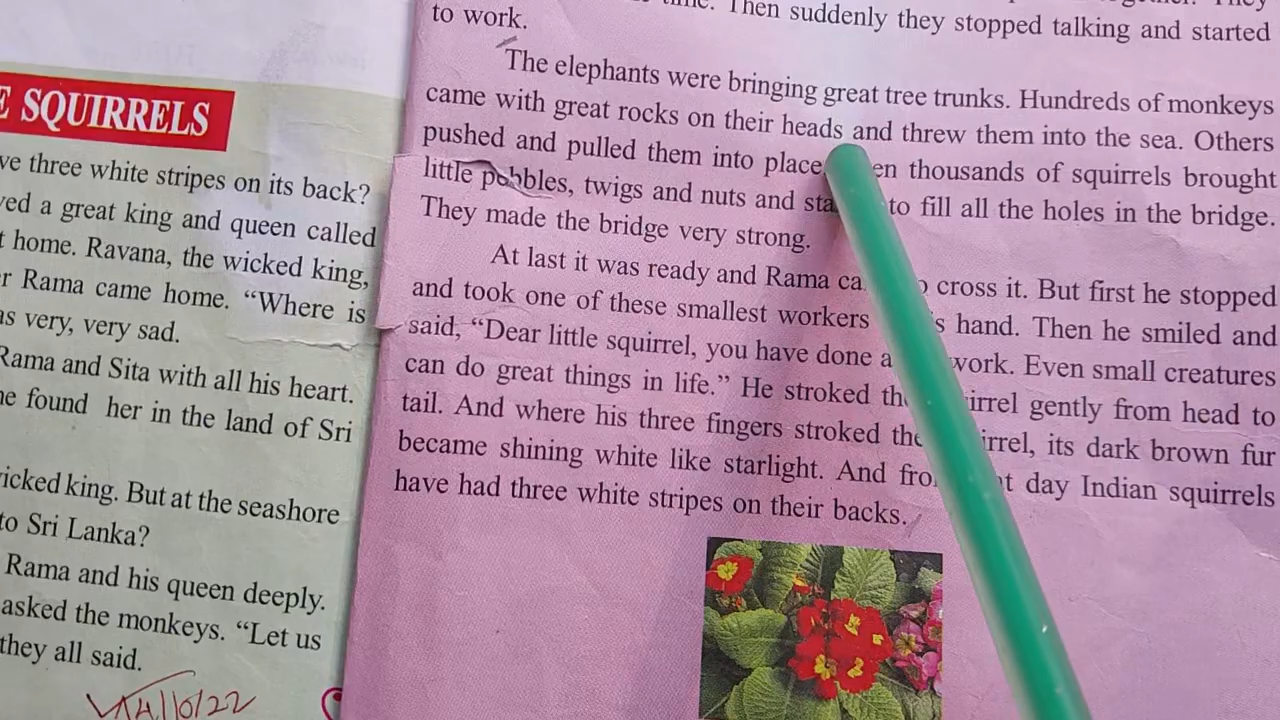 E SQUIRRELS
ve three white stripes on its back?
ved a great king and queen called
t home. Ravana, the wicked king,
r Rama came home. “Where is
as very, very sad.
Rama and Sita with all his heart.
he found her in the land of Sri
ricked king. But at the seashore
to Sri Lanka?
Rama and his queen deeply.
asked the monkeys. “Let us
they all said.
14/10/22
Then suddenly they stopped talking and started
to work.
The elephants were bringing great tree trunks. Hundreds of monkeys
came with great rocks on their heads and threw them into the sea. Others
pushed and pulled them into place en thousands of squirrels brought
little pebbles, twigs and nuts and sta to fill all the holes in the bridge.
They made the bridge very strong.
At last it was ready and Rama ca o cross it. But first he stopped
and took one of these smallest workers s hand. Then he smiled and
said, “Dear little squirrel, you have done a work. Even small creatures
can do great things in life.” He stroked th irrel gently from head to
tail. And where his three fingers stroked the irrel, its dark brown fur
became shining white like starlight. And fro t day Indian squirrels
have had three white stripes on their backs.